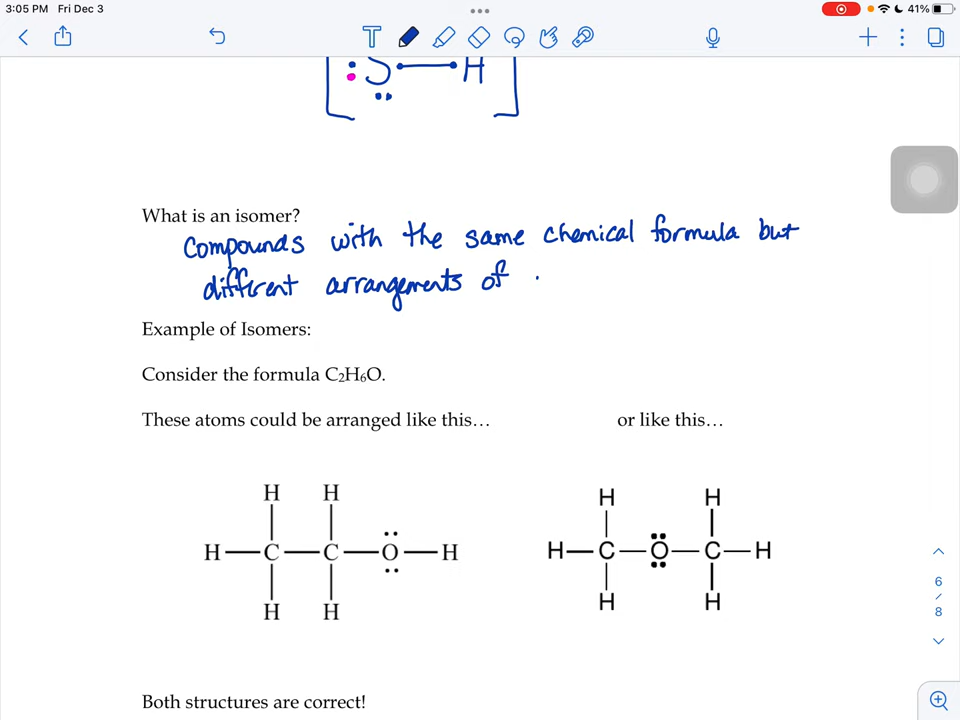 3:05 PM Fri Dec 3
41%
T
:S—H
What is an isomer?
compounds with the same chemical formula but
different arrangements of
Example of Isomers:
Consider the formula C₂H₆O.
These atoms could be arranged like this… or like this…
H H H H
H—C—C—O—H H—C—O—C—H
H H H H
6
/
8
Both structures are correct!